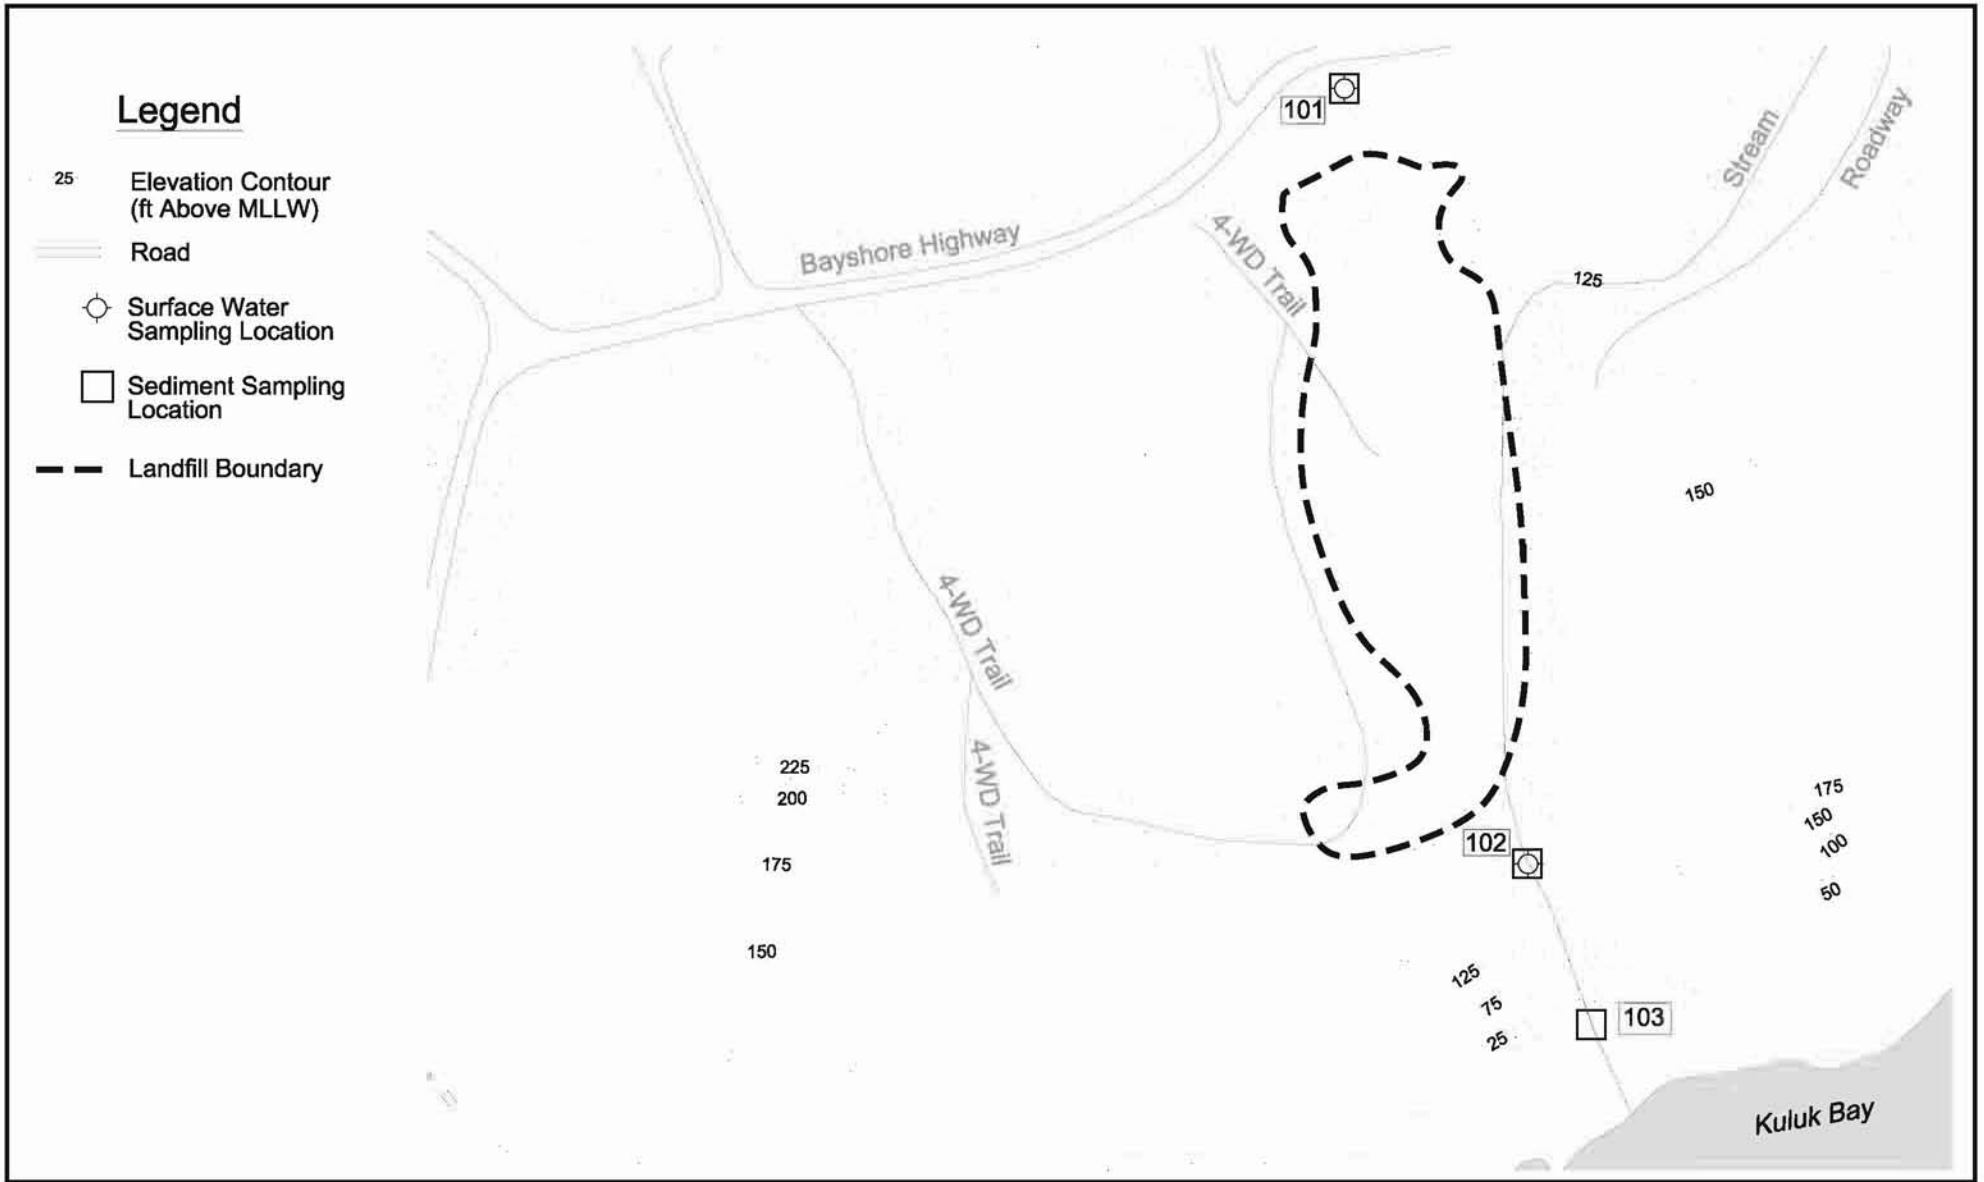 Legend
25
Elevation Contour
(ft Above MLLW)
Road
Surface Water
Sampling Location
Sediment Sampling
Location
Landfill Boundary
101
Stream
Roadway
Bayshore Highway
4-WD Trail
125
150
4-WD Trail
4-WD Trail
225
200
175
150
102
175
150
100
50
125
75
25
103
Kuluk Bay